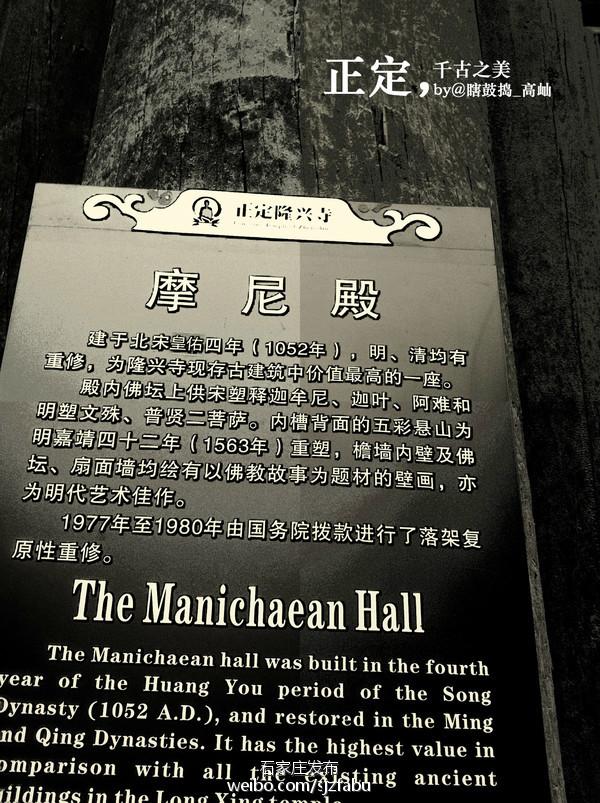 正定，千古之美
by@瞎鼓捣_高屾
正定隆兴寺
摩尼殿
建于北宋皇佑四年（1052年），明、清均有
重修，为隆兴寺现存古建筑中价值最高的一座。
殿内佛坛上供宋塑释迦牟尼、迦叶、阿难和
明塑文殊、普贤二菩萨。内槽背面的五彩悬山为
明嘉靖四十二年（1563年）重塑，檐墙内壁及佛
坛、扇面墙均绘有以佛教故事为题材的壁画，亦
为明代艺术佳作。
1977年至1980年由国务院拨款进行了落架复
原性重修。
The Manichaean Hall
The Manichaean hall was built in the fourth
year of the Huang You period of the Song
Dynasty (1052 A.D.), and restored in the Ming
nd Qing Dynasties. It has the highest value in
omparison with all the existing ancient
ildings in the Long Xing temple
石家庄发布
weibo.com/sjzfabu